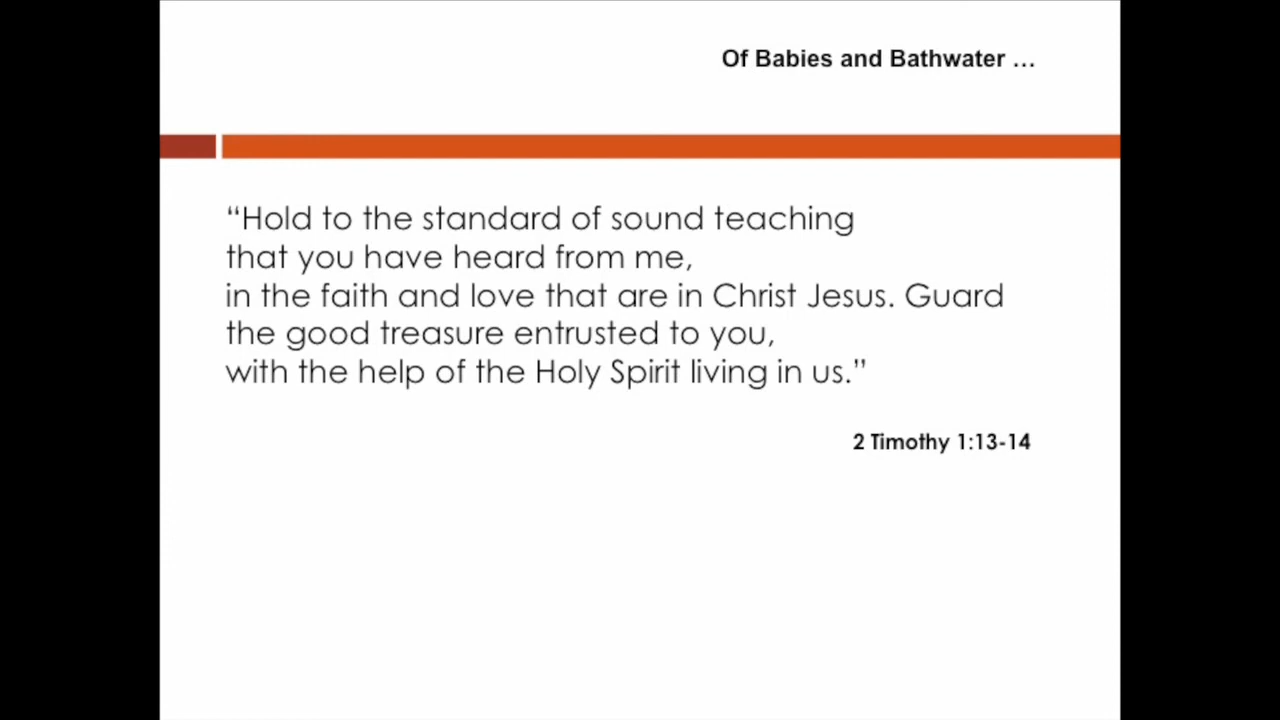 Of Babies and Bathwater …
“Hold to the standard of sound teaching
that you have heard from me,
in the faith and love that are in Christ Jesus. Guard
the good treasure entrusted to you,
with the help of the Holy Spirit living in us.”
2 Timothy 1:13-14